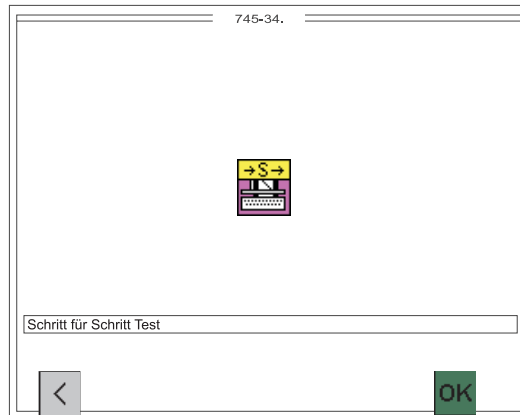 745-34.
→S→
Schritt für Schritt Test
<
OK